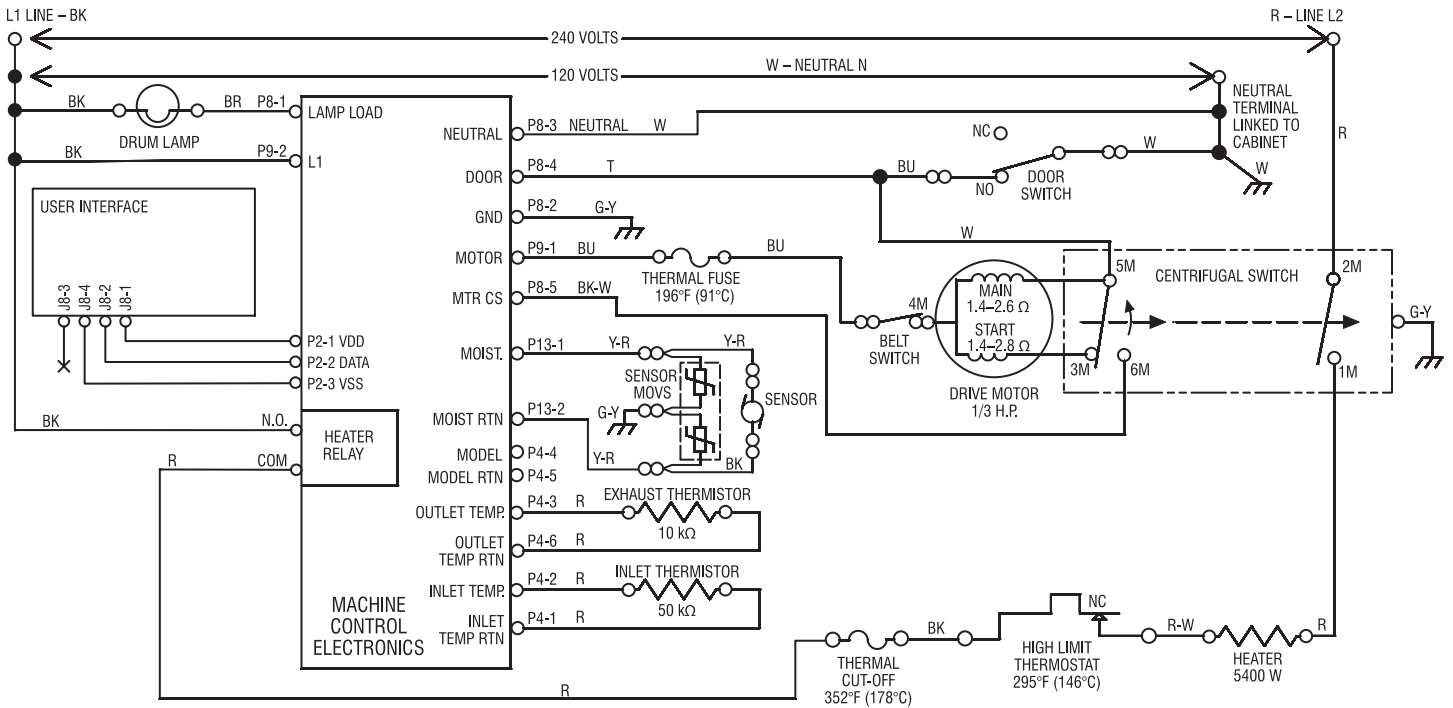 L1 LINE – BK
R – LINE L2
240 VOLTS
120 VOLTS
W – NEUTRAL N
NEUTRAL
TERMINAL
LINKED TO
CABINET
BK
BR
P8-1
LAMP LOAD
DRUM LAMP
BK
P9-2
L1
NEUTRAL
P8-3
NEUTRAL
W
NC
R
DOOR
P8-4
T
BU
NO
DOOR
SWITCH
W
W
USER INTERFACE
GND
P8-2
G-Y
W
MOTOR
P9-1
BU
BU
THERMAL FUSE
196°F (91°C)
5M
CENTRIFUGAL SWITCH
2M
MTR CS
P8-5
BK-W
4M
MAIN
1.4–2.6 Ω
START
1.4–2.8 Ω
G-Y
BELT
SWITCH
3M
6M
1M
DRIVE MOTOR
1/3 H.P.
J8-3
J8-4
J8-2
J8-1
P2-1 VDD
P2-2 DATA
P2-3 VSS
MOIST.
P13-1
Y-R
Y-R
SENSOR
MOVS
SENSOR
G-Y
MOIST RTN
P13-2
Y-R
BK
BK
N.O.
HEATER
RELAY
R
COM
MODEL
P4-4
MODEL RTN
P4-5
OUTLET TEMP.
P4-3
R
EXHAUST THERMISTOR
10 kΩ
OUTLET
TEMP RTN
P4-6
R
INLET TEMP.
P4-2
R
INLET THERMISTOR
50 kΩ
INLET
TEMP RTN
P4-1
R
MACHINE
CONTROL
ELECTRONICS
R
THERMAL
CUT-OFF
352°F (178°C)
BK
NC
HIGH LIMIT
THERMOSTAT
295°F (146°C)
R-W
HEATER
5400 W
R